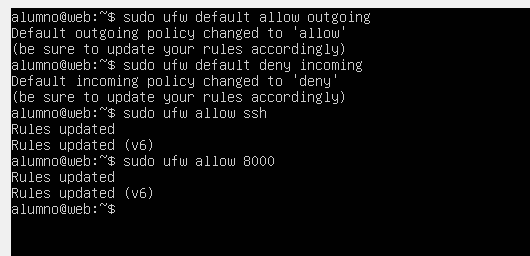 alumno@web:~$ sudo ufw default allow outgoing
Default outgoing policy changed to 'allow'
(be sure to update your rules accordingly)
alumno@web:~$ sudo ufw default deny incoming
Default incoming policy changed to 'deny'
(be sure to update your rules accordingly)
alumno@web:~$ sudo ufw allow ssh
Rules updated
Rules updated (v6)
alumno@web:~$ sudo ufw allow 8000
Rules updated
Rules updated (v6)
alumno@web:~$